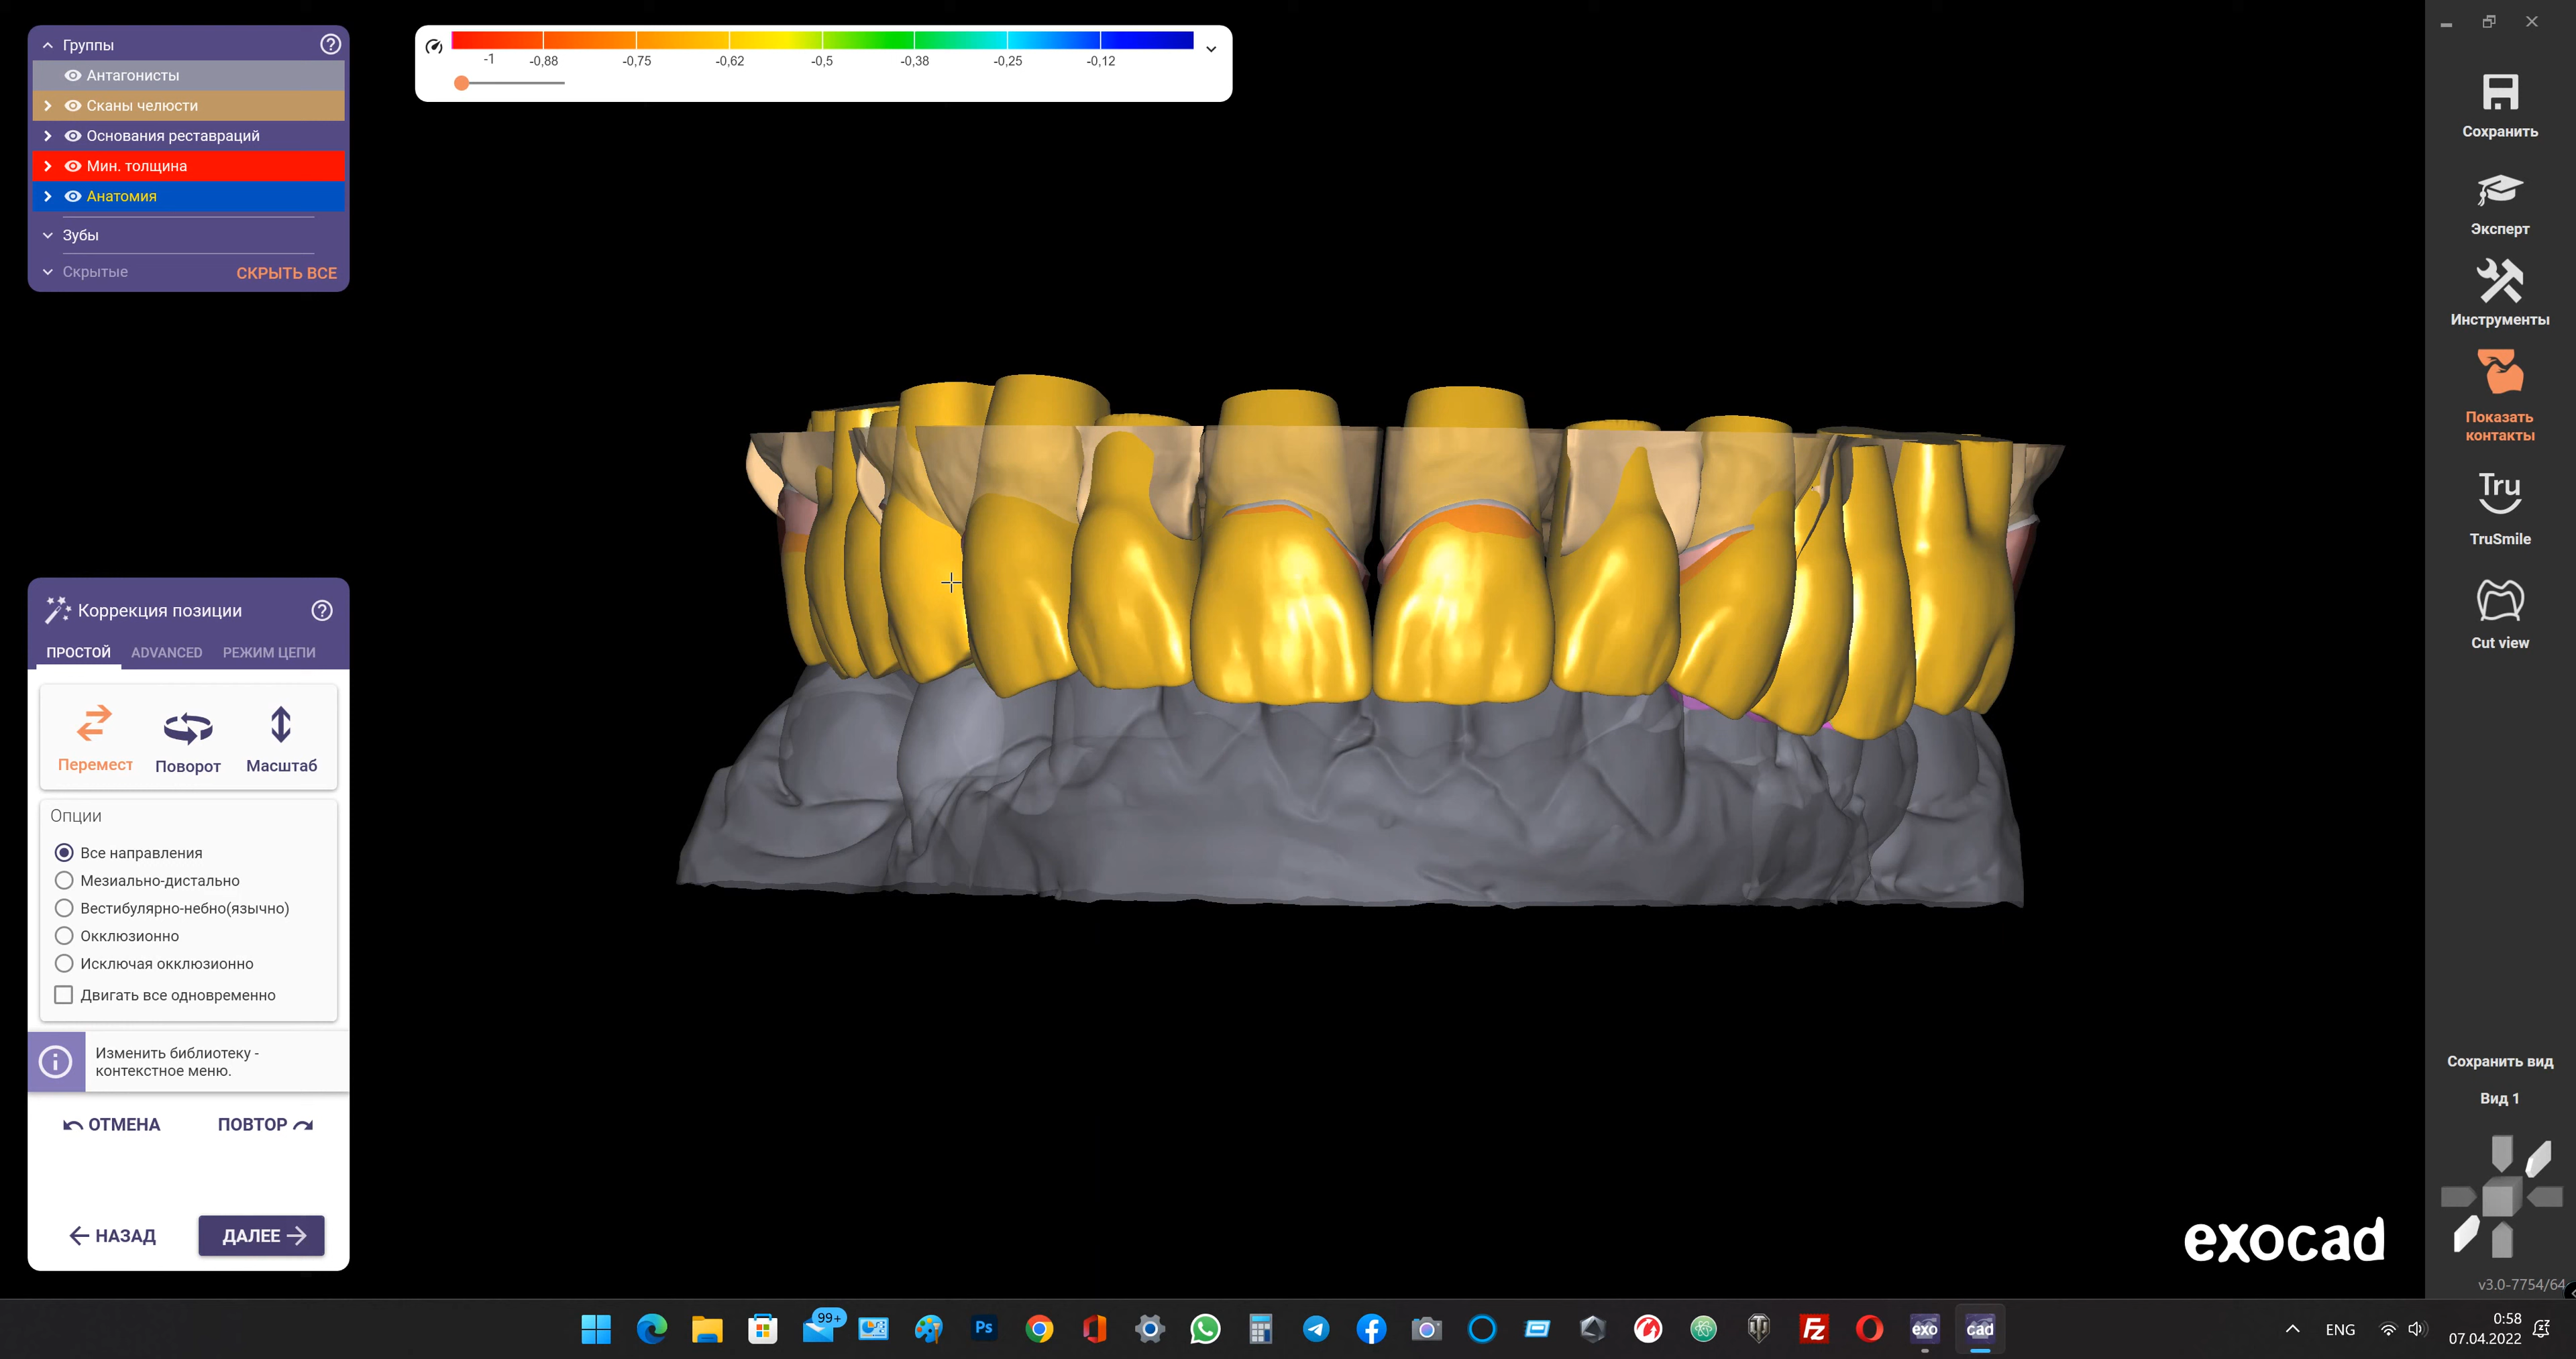 Группы
Антагонисты
Сканы челюсти
Основания реставраций
Мин. толщина
Анатомия
Зубы
Скрытые СКРЫТЬ ВСЕ
-1 -0,88 -0,75 -0,62 -0,5 -0,38 -0,25 -0,12
Сохранить
Эксперт
Инструменты
Показать
контакты
Tru
TruSmile
Cut view
Коррекция позиции
ПРОСТОЙ ADVANCED РЕЖИМ ЦЕПИ
Перемест Поворот Масштаб
Опции
Все направления
Мезиально-дистально
Вестибулярно-небно(язычно)
Окклюзионно
Исключая окклюзионно
Двигать все одновременно
Изменить библиотеку -
контекстное меню.
ОТМЕНА ПОВТОР
НАЗАД ДАЛЕЕ
Сохранить вид
Вид 1
exocad
v3.0-7754/64
99+
Ps
Fz
exo
cad
ENG
0:58
07.04.2022